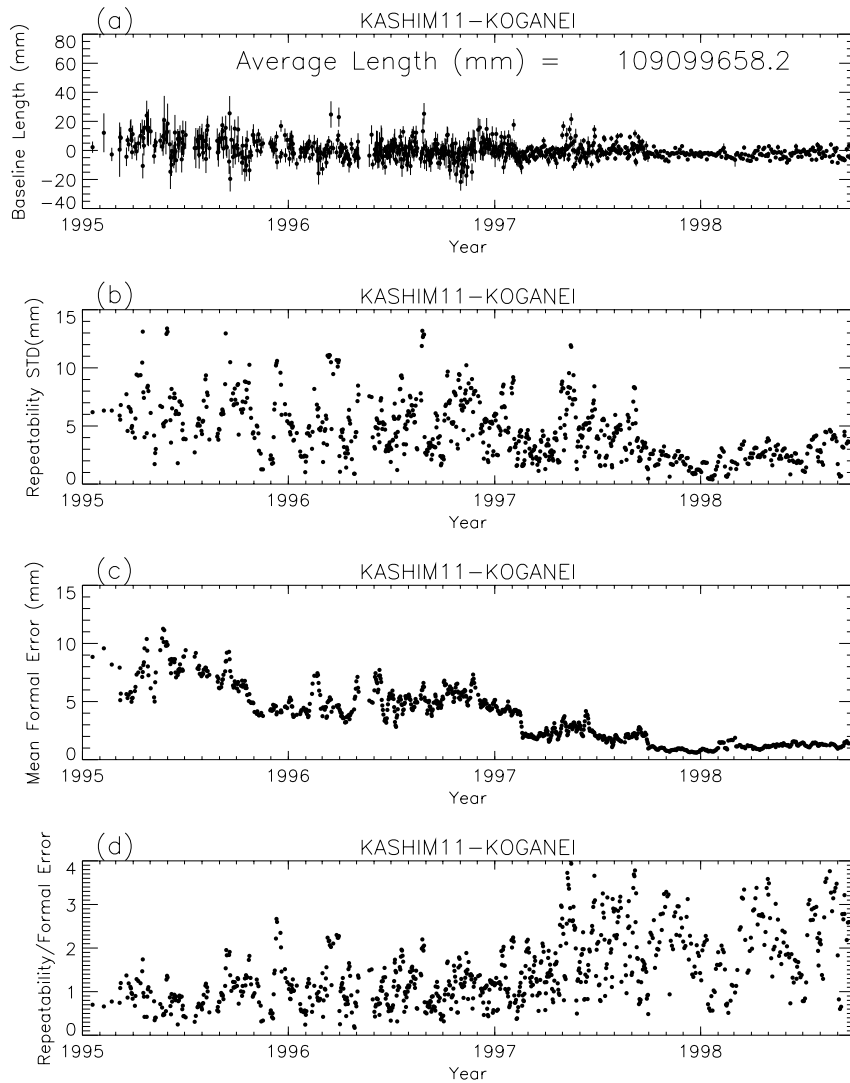 (a)
KASHIM11−KOGANEI
Average Length (mm) = 109099658.2
Baseline Length (mm)
80
60
40
20
0
−20
−40
1995 1996 1997 1998
Year
(b)
KASHIM11−KOGANEI
Repeatability STD(mm)
15
10
5
0
1995 1996 1997 1998
Year
(c)
KASHIM11−KOGANEI
Mean Formal Error (mm)
15
10
5
0
1995 1996 1997 1998
Year
(d)
KASHIM11−KOGANEI
Repeatability/Formal Error
4
3
2
1
0
1995 1996 1997 1998
Year